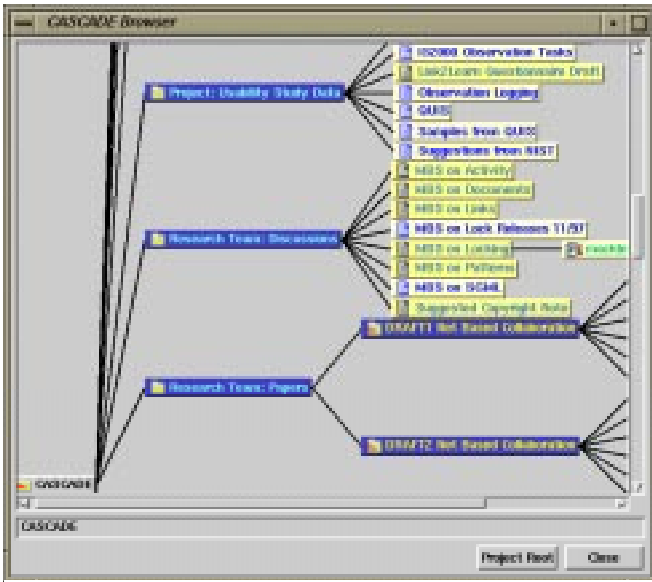 CASCADE Browser
IS2000 Observation Tasks
Link2Learn Questionnaire Draft
Project: Usability Study Data
Observation Logging
QUIS
Samples from QUIS
Suggestions from NIST
MBS on Activity
MBS on Documents
MBS on Links
MBS on Lock Releases 11/97
Research Team: Discussions
MBS on Locking
MBS on Patterns
MBS on SGML
Suggested Copyright Note
DRAFT1 Net Based Collaboration
Research Team: Papers
DRAFT2 Net Based Collaboration
CASCADE
CASCADE
Project Root
Close